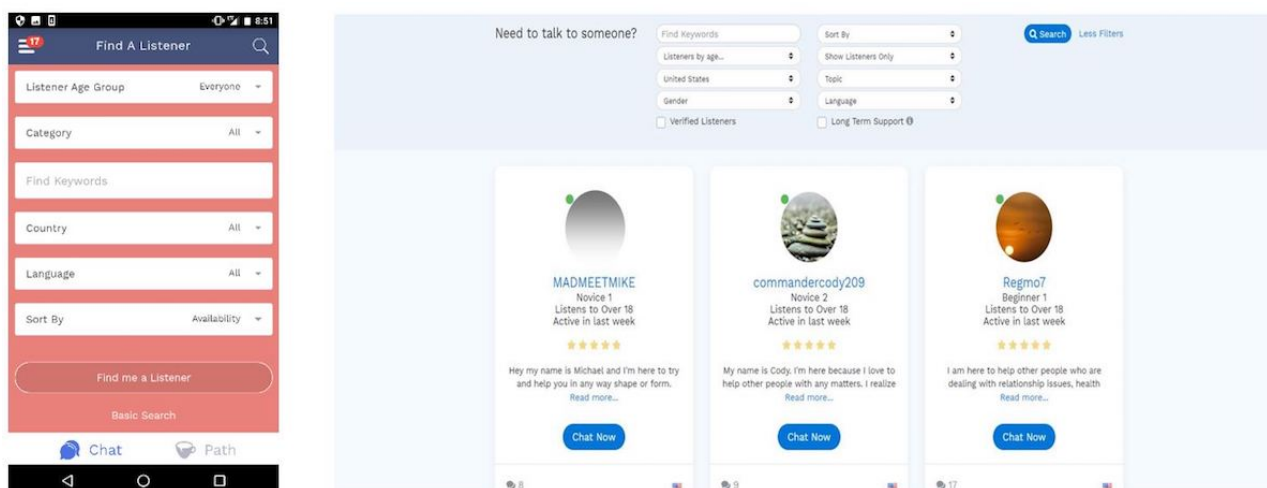 8:51
17
Find A Listener
Listener Age Group Everyone
Category All
Find Keywords
Country All
Language All
Sort By Availability
Find me a Listener
Basic Search
Chat Path
Need to talk to someone?
Find Keywords Sort By Search Less Filters
Listeners by age... Show Listeners Only
United States Topic
Gender Language
Verified Listeners Long Term Support
MADMEETMIKE
Novice 1
Listens to Over 18
Active in last week
Hey my name is Michael and I'm here to try
and help you in any way shape or form.
Read more...
Chat Now
8
commandercody209
Novice 2
Listens to Over 18
Active in last week
My name is Cody. I'm here because I love to
help other people with any matters. I realize
Read more...
Chat Now
9
Regmo7
Beginner 1
Listens to Over 18
Active in last week
I am here to help other people who are
dealing with relationship issues, health
Read more...
Chat Now
17